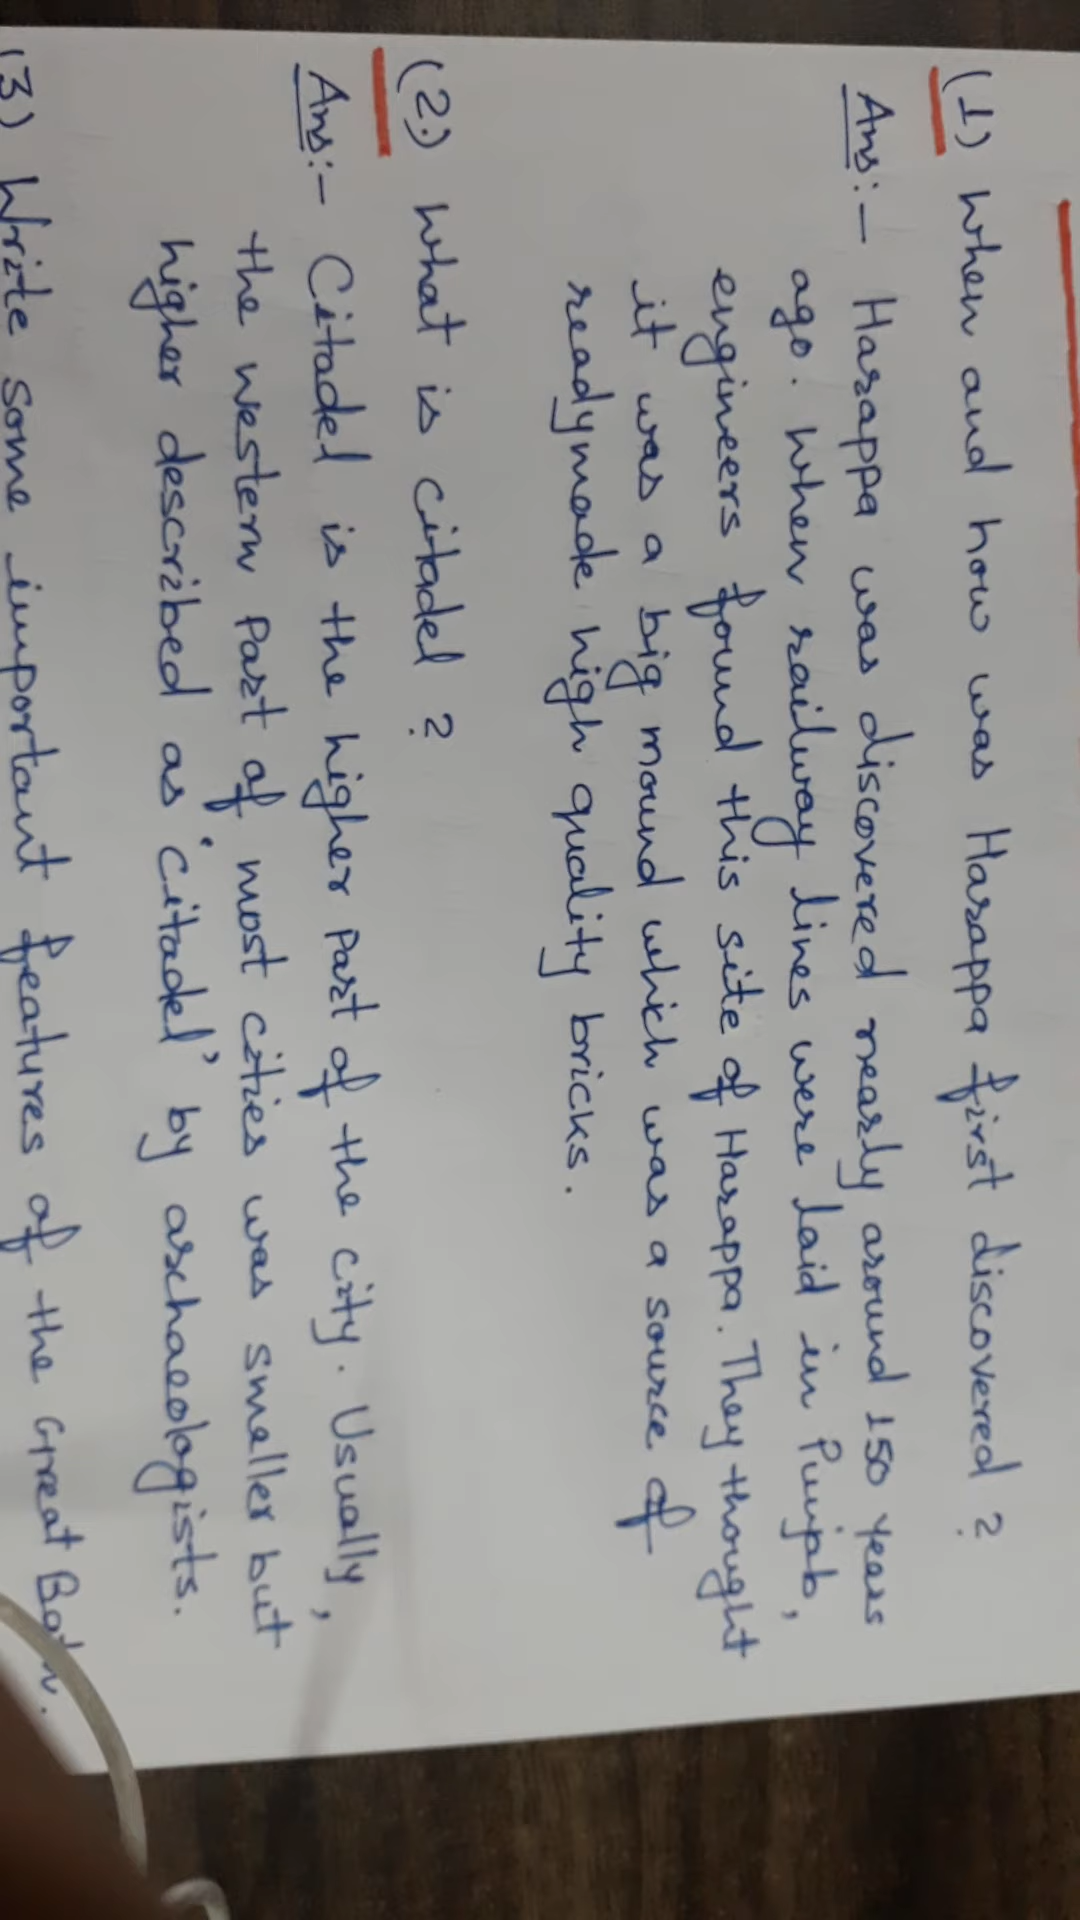 (1) When and how was Harappa first discovered ?
Ans:- Harappa was discovered nearly around 150 years
ago. When railway lines were laid in Punjab,
engineers found this site of Harappa. They thought
it was a big mound which was a source of
readymade high quality bricks.
(2.) What is citadel ?
Ans:- Citadel is the higher part of the city. Usually,
the western part of most cities was smaller but
higher described as 'citadel' by archaeologists.
(3) Write some important features of the Great Bath.